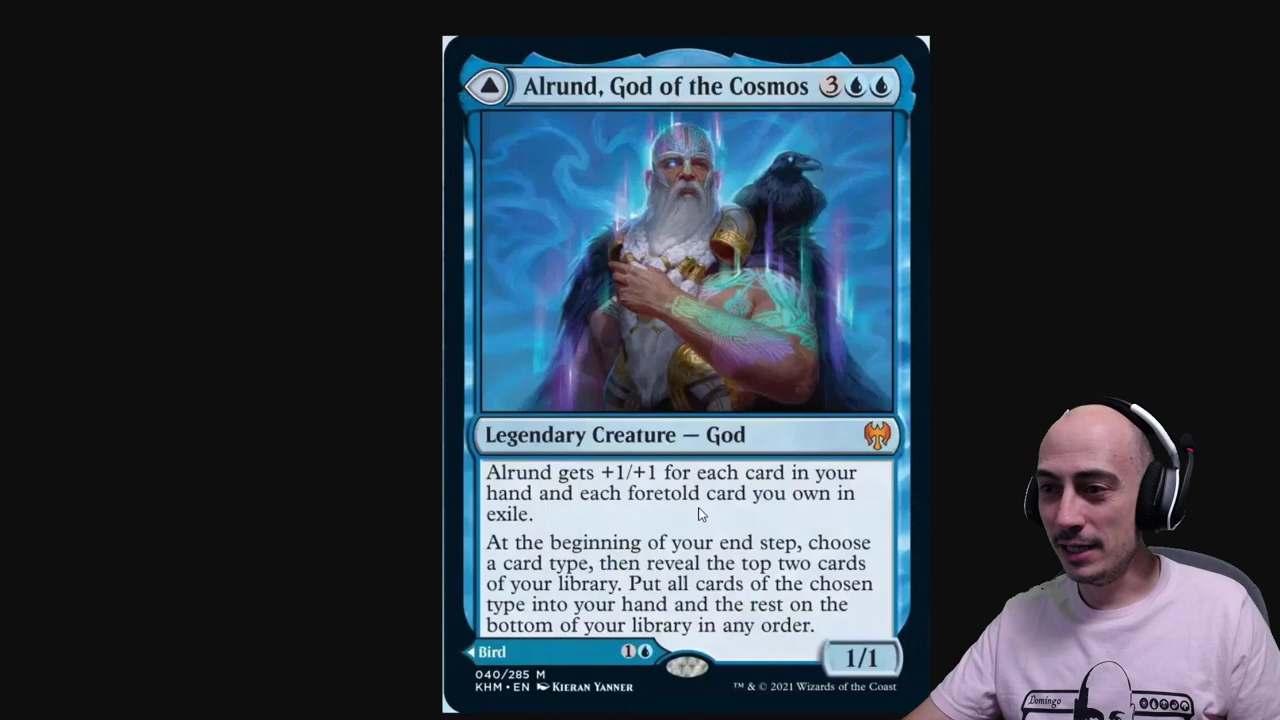 Alrund, God of the Cosmos 3
Legendary Creature — God
Alrund gets +1/+1 for each card in your
hand and each foretold card you own in
exile.
At the beginning of your end step, choose
a card type, then reveal the top two cards
of your library. Put all cards of the chosen
type into your hand and the rest on the
bottom of your library in any order.
Bird 1
1/1
040/285 M
KHM • EN KIERAN YANNER
™ & © 2021 Wizards of the Coast
Domingo